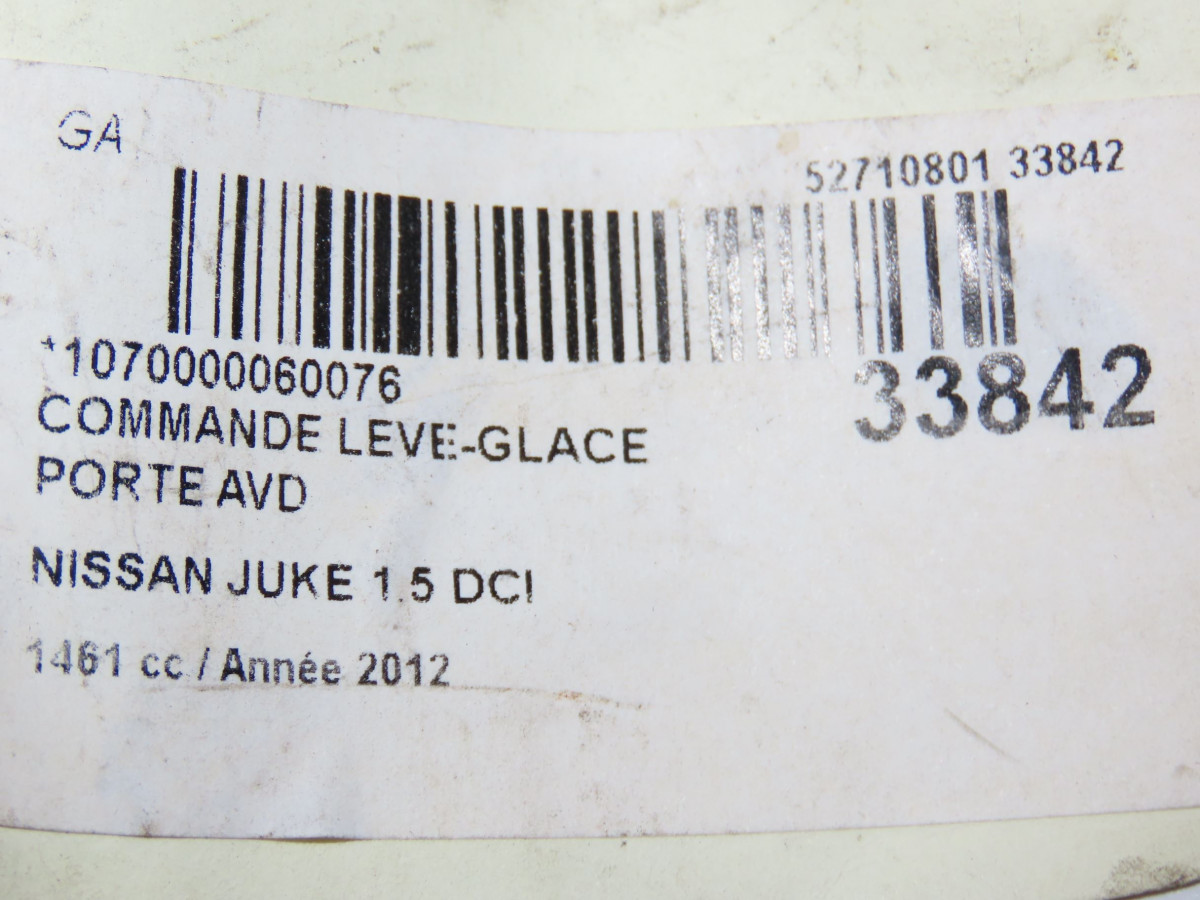 GA
52710801 33842
*1070000060076
33842
COMMANDE LEVE-GLACE
PORTE AVD
NISSAN JUKE 1.5 DCI
1461 cc / Année 2012